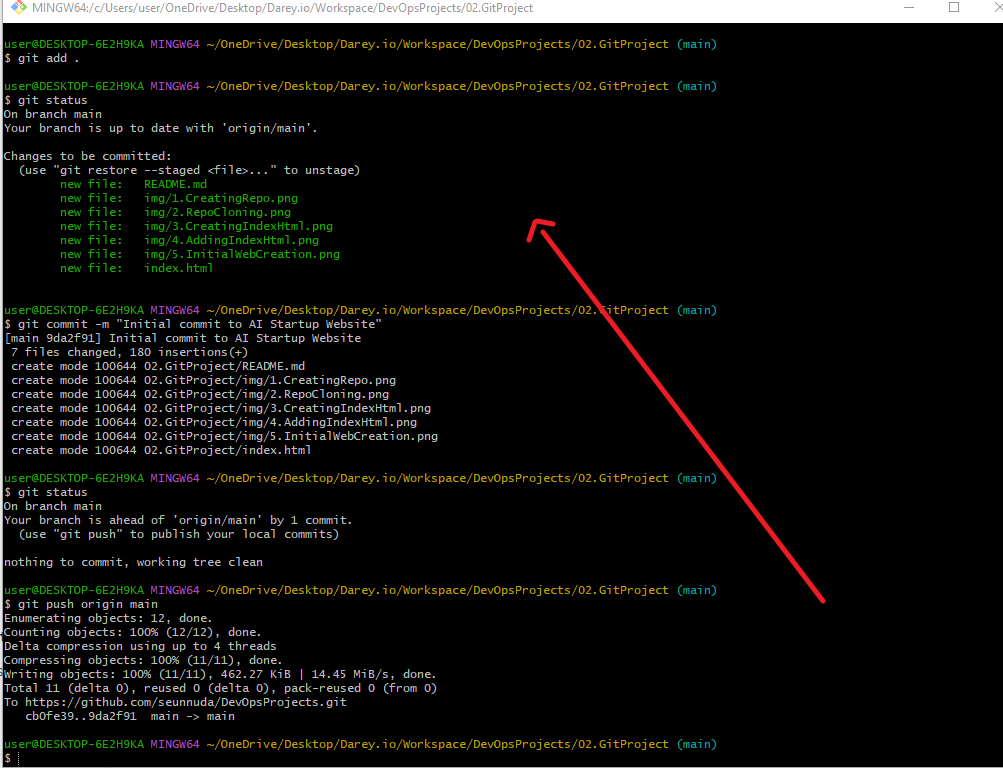 MINGW64:/c/Users/user/OneDrive/Desktop/Darey.io/Workspace/DevOpsProjects/02.GitProject
user@DESKTOP-6E2H9KA MINGW64 ~/OneDrive/Desktop/Darey.io/Workspace/DevOpsProjects/02.GitProject (main)
$ git add .
user@DESKTOP-6E2H9KA MINGW64 ~/OneDrive/Desktop/Darey.io/Workspace/DevOpsProjects/02.GitProject (main)
$ git status
On branch main
Your branch is up to date with 'origin/main'.
Changes to be committed:
  (use "git restore --staged <file>..." to unstage)
        new file:   README.md
        new file:   img/1.CreatingRepo.png
        new file:   img/2.RepoCloning.png
        new file:   img/3.CreatingIndexHtml.png
        new file:   img/4.AddingIndexHtml.png
        new file:   img/5.InitialWebCreation.png
        new file:   index.html
user@DESKTOP-6E2H9KA MINGW64 ~/OneDrive/Desktop/Darey.io/Workspace/DevOpsProjects/02.GitProject (main)
$ git commit -m "Initial commit to AI Startup Website"
[main 9da2f91] Initial commit to AI Startup Website
 7 files changed, 180 insertions(+)
 create mode 100644 02.GitProject/README.md
 create mode 100644 02.GitProject/img/1.CreatingRepo.png
 create mode 100644 02.GitProject/img/2.RepoCloning.png
 create mode 100644 02.GitProject/img/3.CreatingIndexHtml.png
 create mode 100644 02.GitProject/img/4.AddingIndexHtml.png
 create mode 100644 02.GitProject/img/5.InitialWebCreation.png
 create mode 100644 02.GitProject/index.html
user@DESKTOP-6E2H9KA MINGW64 ~/OneDrive/Desktop/Darey.io/Workspace/DevOpsProjects/02.GitProject (main)
$ git status
On branch main
Your branch is ahead of 'origin/main' by 1 commit.
  (use "git push" to publish your local commits)
nothing to commit, working tree clean
user@DESKTOP-6E2H9KA MINGW64 ~/OneDrive/Desktop/Darey.io/Workspace/DevOpsProjects/02.GitProject (main)
$ git push origin main
Enumerating objects: 12, done.
Counting objects: 100% (12/12), done.
Delta compression using up to 4 threads
Compressing objects: 100% (11/11), done.
Writing objects: 100% (11/11), 462.27 KiB | 14.45 MiB/s, done.
Total 11 (delta 0), reused 0 (delta 0), pack-reused 0 (from 0)
To https://github.com/seunnuda/DevOpsProjects.git
   cb0fe39..9da2f91  main -> main
user@DESKTOP-6E2H9KA MINGW64 ~/OneDrive/Desktop/Darey.io/Workspace/DevOpsProjects/02.GitProject (main)
$